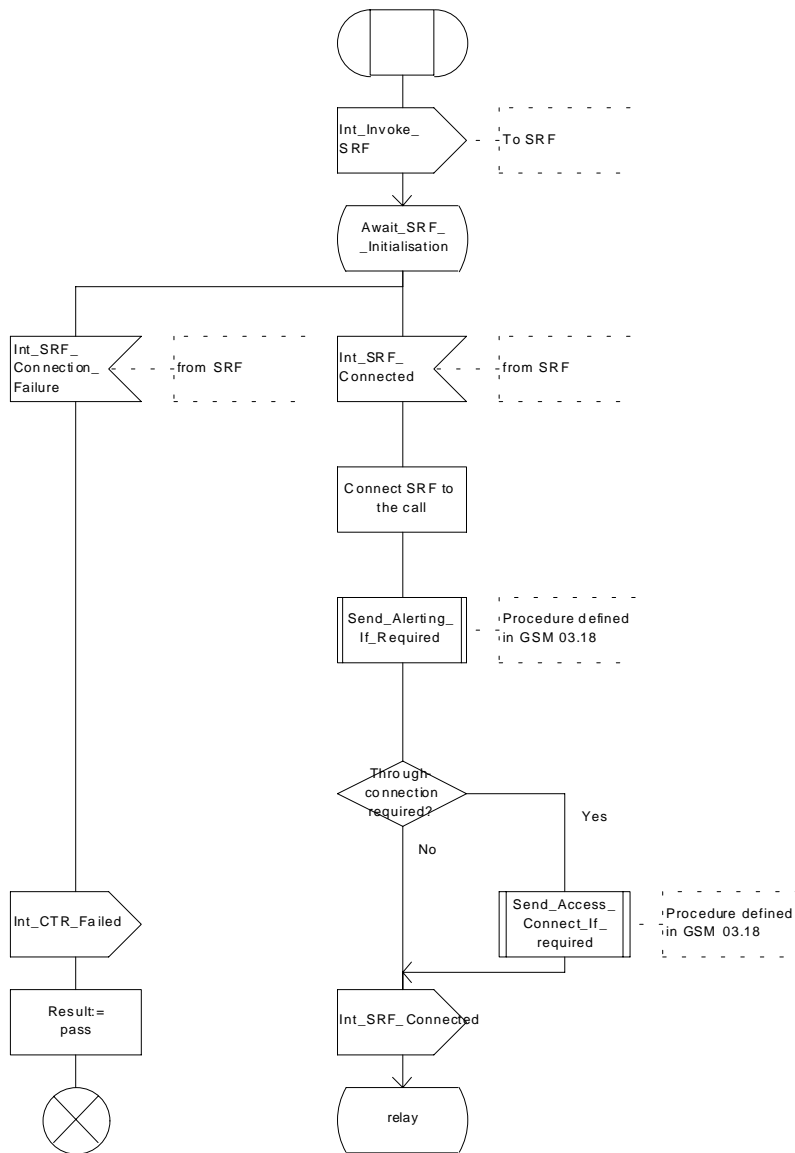 Int_Invoke_
SRF
To SRF
Await_SRF_
_Initialisation
Int_SRF_
Connection_
Failure
from SRF
Int_SRF_
Connected
from SRF
Connect SRF to
the call
Send_Alerting_
If_Required
Procedure defined
in GSM 03.18
Through-
connection
required?
Yes
No
Int_CTR_Failed
Send_Access_
Connect_If_
required
Procedure defined
in GSM 03.18
Result:=
pass
Int_SRF_Connected
relay